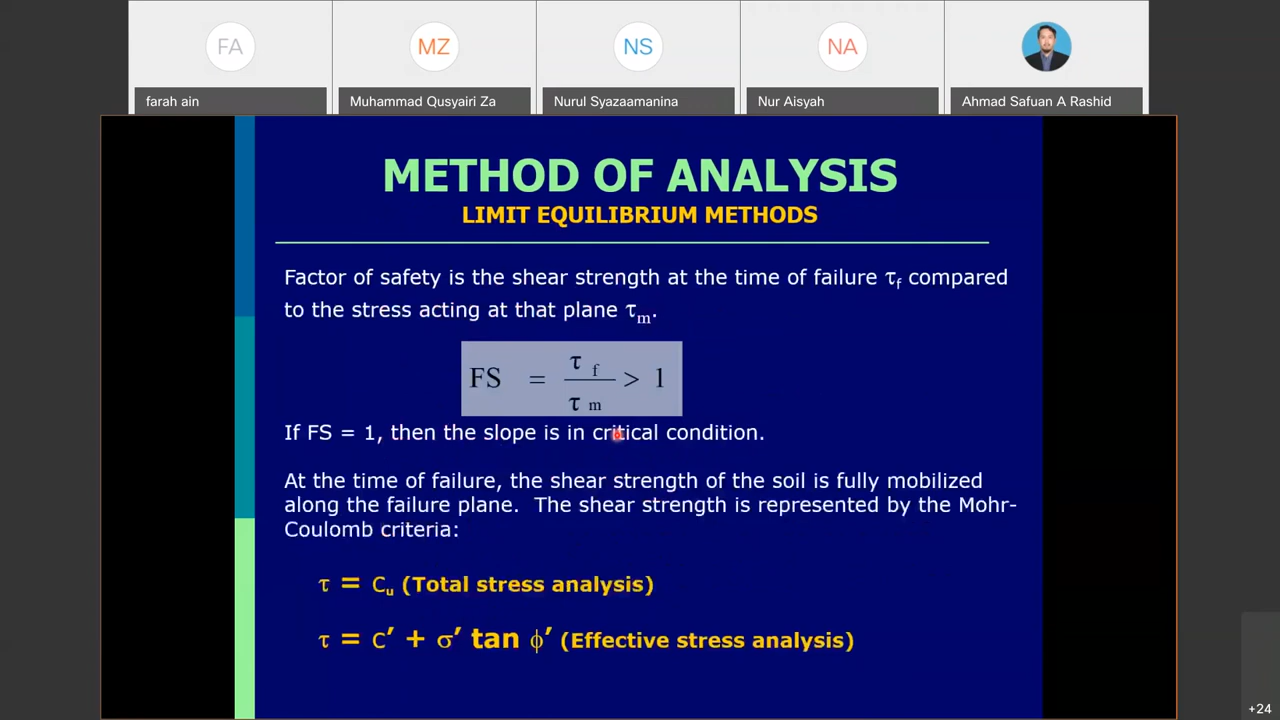 FA
MZ
NS
NA
farah ain
Muhammad Qusyairi Za
Nurul Syazaamanina
Nur Aisyah
Ahmad Safuan A Rashid
METHOD OF ANALYSIS
LIMIT EQUILIBRIUM METHODS
Factor of safety is the shear strength at the time of failure τf compared
to the stress acting at that plane τm.
FS = τ f / τ m > 1
If FS = 1, then the slope is in critical condition.
At the time of failure, the shear strength of the soil is fully mobilized
along the failure plane. The shear strength is represented by the Mohr-
Coulomb criteria:
τ = Cu (Total stress analysis)
τ = C′ + σ′ tan ϕ′ (Effective stress analysis)
+24